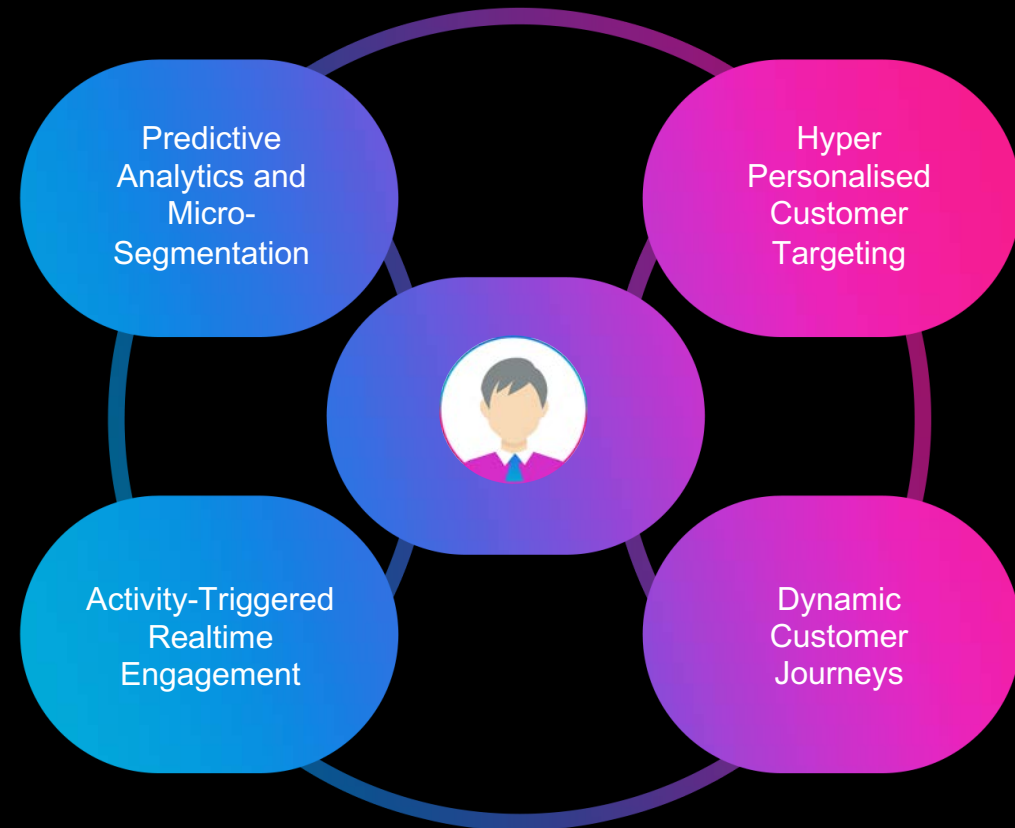 Predictive
Analytics and
Micro-
Segmentation
Hyper
Personalised
Customer
Targeting
Activity-Triggered
Realtime
Engagement
Dynamic
Customer
Journeys